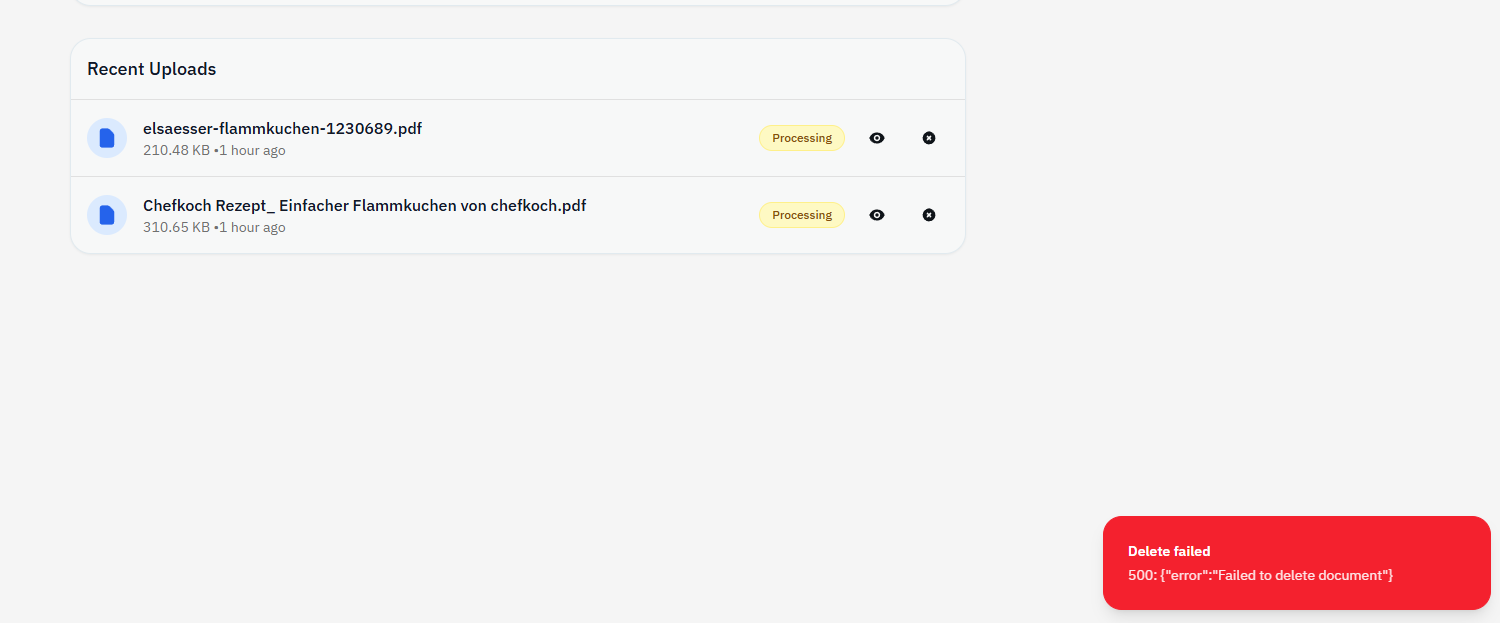 Recent Uploads
elsaesser-flammkuchen-1230689.pdf
Processing
210.48 KB •1 hour ago
Chefkoch Rezept_ Einfacher Flammkuchen von chefkoch.pdf
Processing
310.65 KB •1 hour ago
Delete failed
500: {"error":"Failed to delete document"}